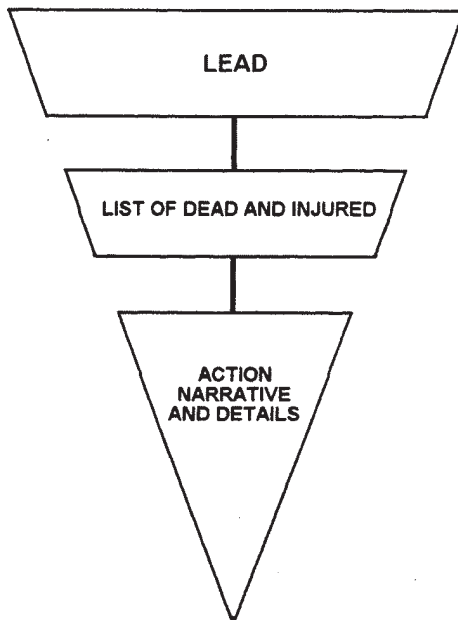 LEAD
LIST OF DEAD AND INJURED
ACTION
NARRATIVE
AND DETAILS